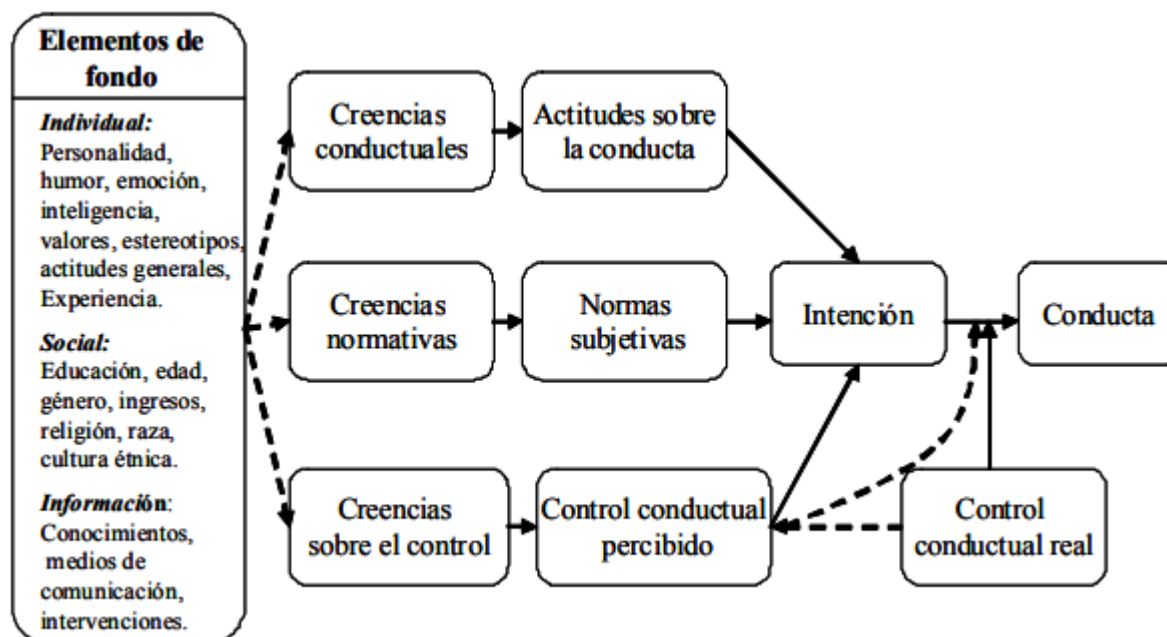 Elementos de
fondo
Individual:
Personalidad,
humor, emoción,
inteligencia,
valores, estereotipos,
actitudes generales,
Experiencia.
Social:
Educación, edad,
género, ingresos,
religión, raza,
cultura étnica.
Información:
Conocimientos,
medios de
comunicación,
intervenciones.
Creencias
conductuales
Actitudes sobre
la conducta
Creencias
normativas
Normas
subjetivas
Intención
Conducta
Creencias
sobre el control
Control conductual
percibido
Control
conductual real